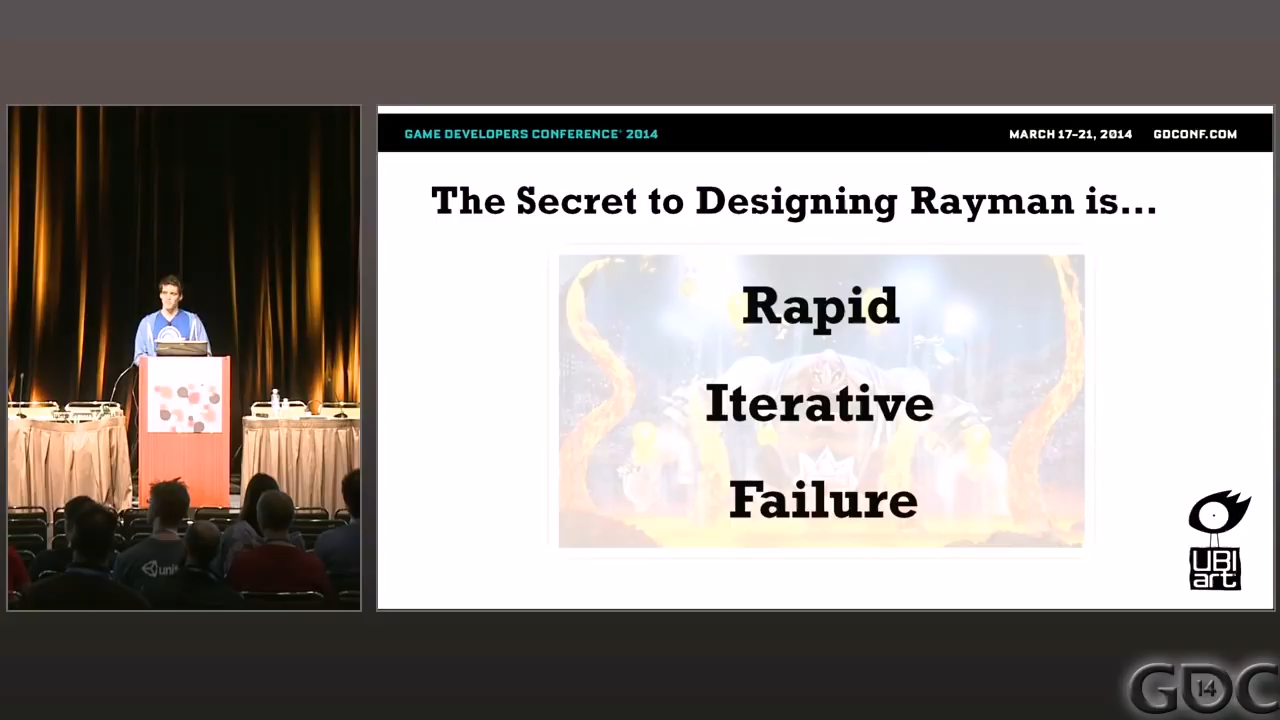 GAME DEVELOPERS CONFERENCE® 2014
MARCH 17-21, 2014 GDCONF.COM
The Secret to Designing Rayman is...
Rapid
Iterative
Failure
UBI
art
GDC
14